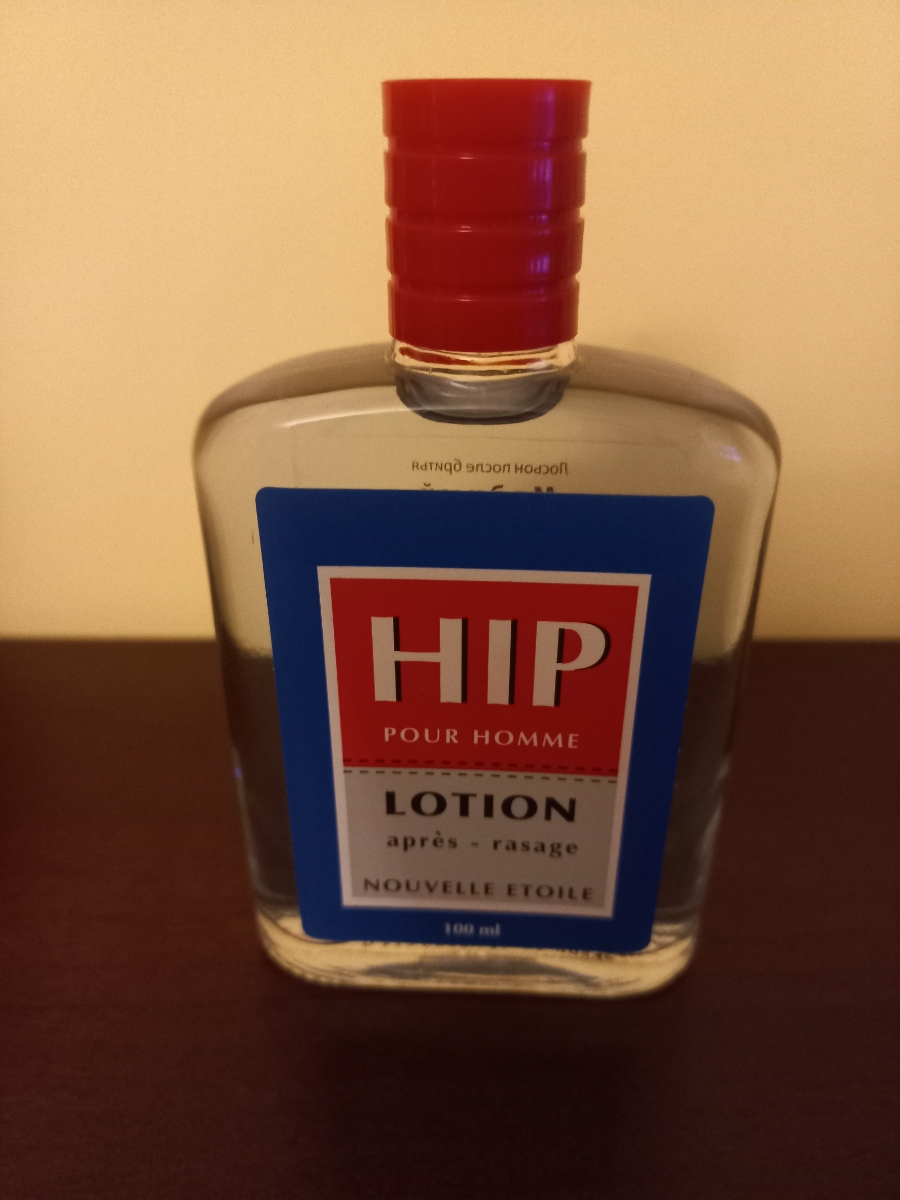 Лосьон после бритья
HIP
POUR HOMME
LOTION
après - rasage
NOUVELLE ETOILE
100 ml